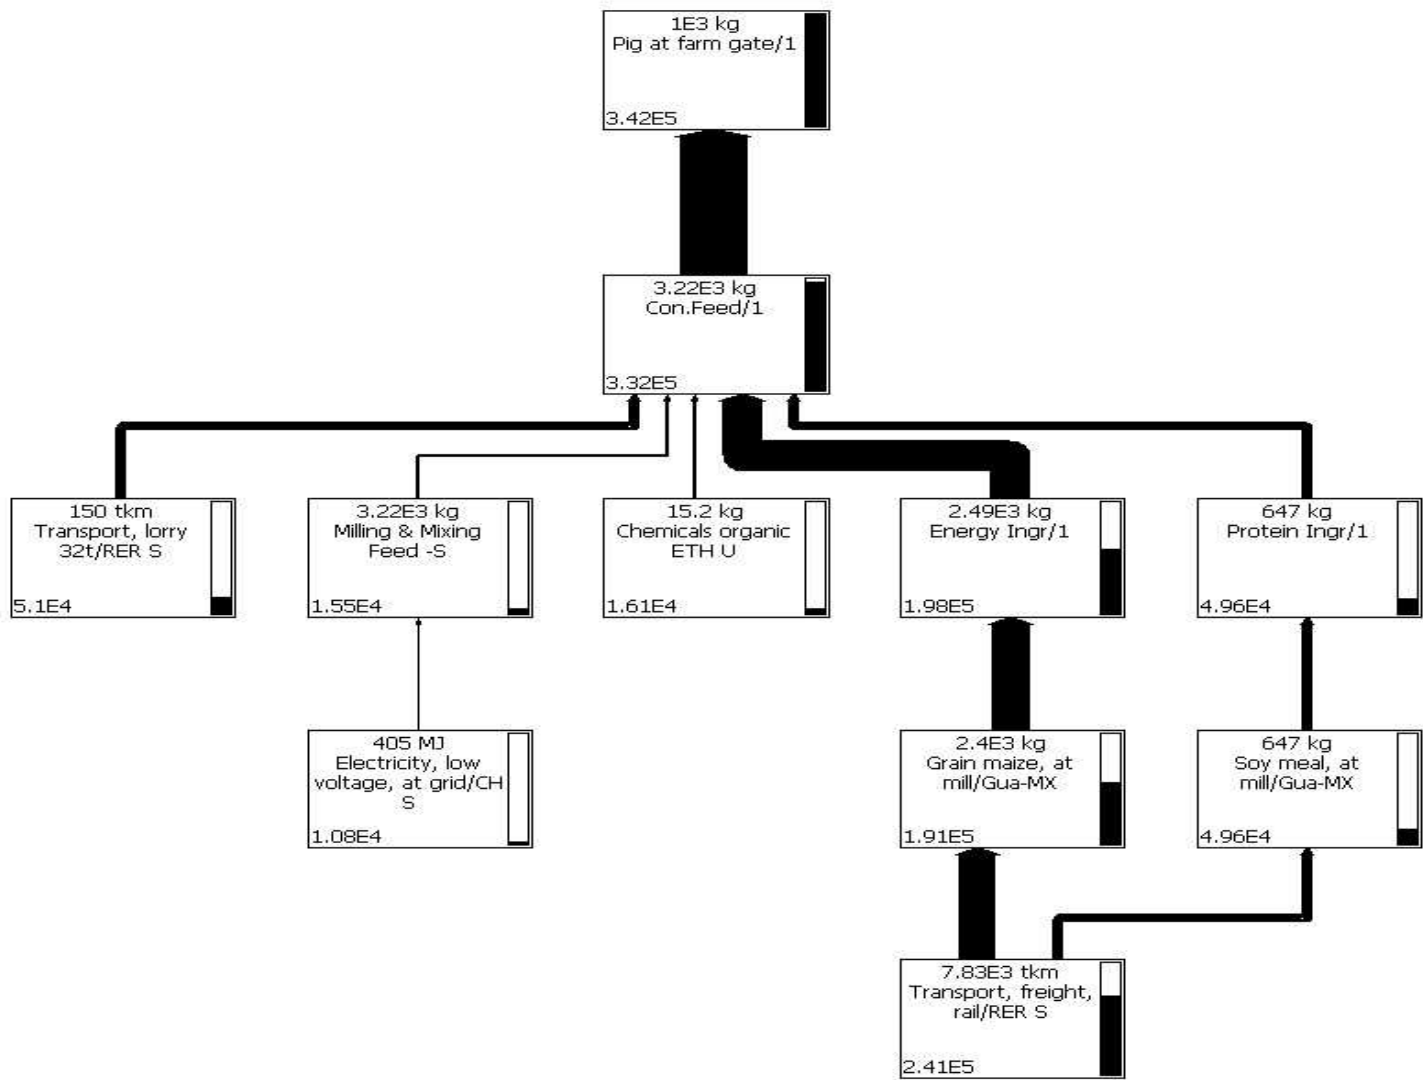 1E3 kg
Pig at farm gate/1
3.42E5
3.22E3 kg
Con.Feed/1
3.32E5
150 tkm
Transport, lorry
32t/RER S
5.1E4
3.22E3 kg
Milling & Mixing
Feed -S
1.55E4
15.2 kg
Chemicals organic
ETH U
1.61E4
2.49E3 kg
Energy Ingr/1
1.98E5
647 kg
Protein Ingr/1
4.96E4
405 MJ
Electricity, low
voltage, at grid/CH
S
1.08E4
2.4E3 kg
Grain maize, at
mill/Gua-MX
1.91E5
647 kg
Soy meal, at
mill/Gua-MX
4.96E4
7.83E3 tkm
Transport, freight,
rail/RER S
2.41E5